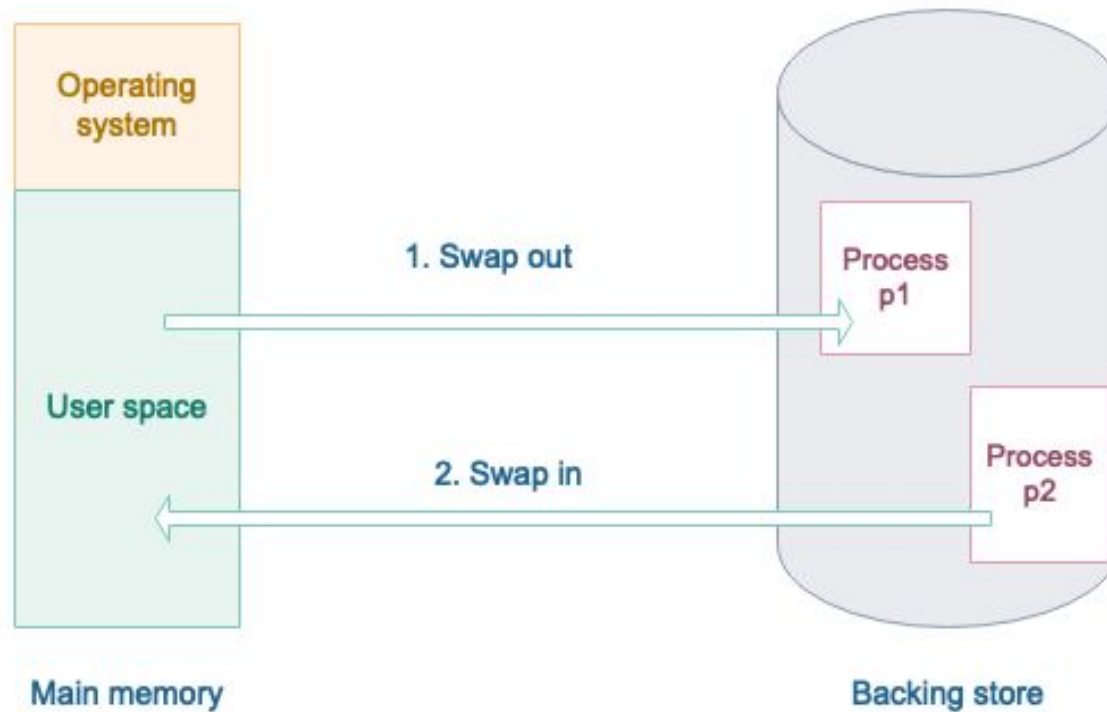 Operating
system
1. Swap out
Process
p1
User space
2. Swap in
Process
p2
Main memory
Backing store